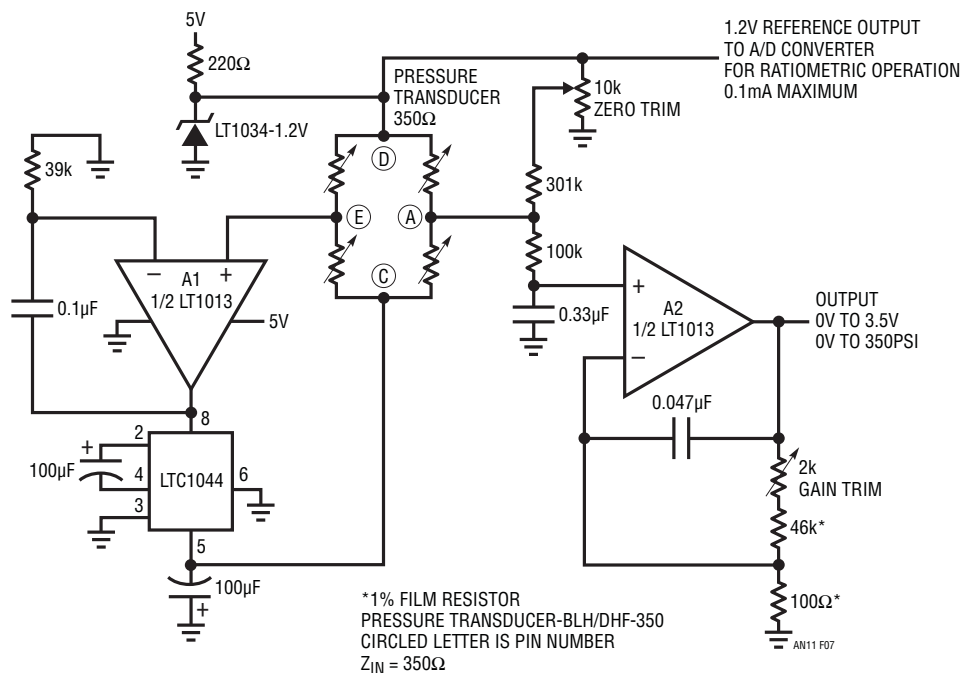 5V
220Ω
LT1034-1.2V
PRESSURE
TRANSDUCER
350Ω
1.2V REFERENCE OUTPUT
TO A/D CONVERTER
FOR RATIOMETRIC OPERATION
0.1mA MAXIMUM
10k
ZERO TRIM
39k
D
E
A
C
301k
100k
−
+
A1
1/2 LT1013
5V
0.1µF
0.33µF
+
A2
1/2 LT1013
−
OUTPUT
0V TO 3.5V
0V TO 350PSI
0.047µF
2k
GAIN TRIM
46k*
100Ω*
8
2
+
100µF
4
LTC1044
6
3
5
100µF
+
*1% FILM RESISTOR
PRESSURE TRANSDUCER-BLH/DHF-350
CIRCLED LETTER IS PIN NUMBER
ZIN = 350Ω
AN11 F07